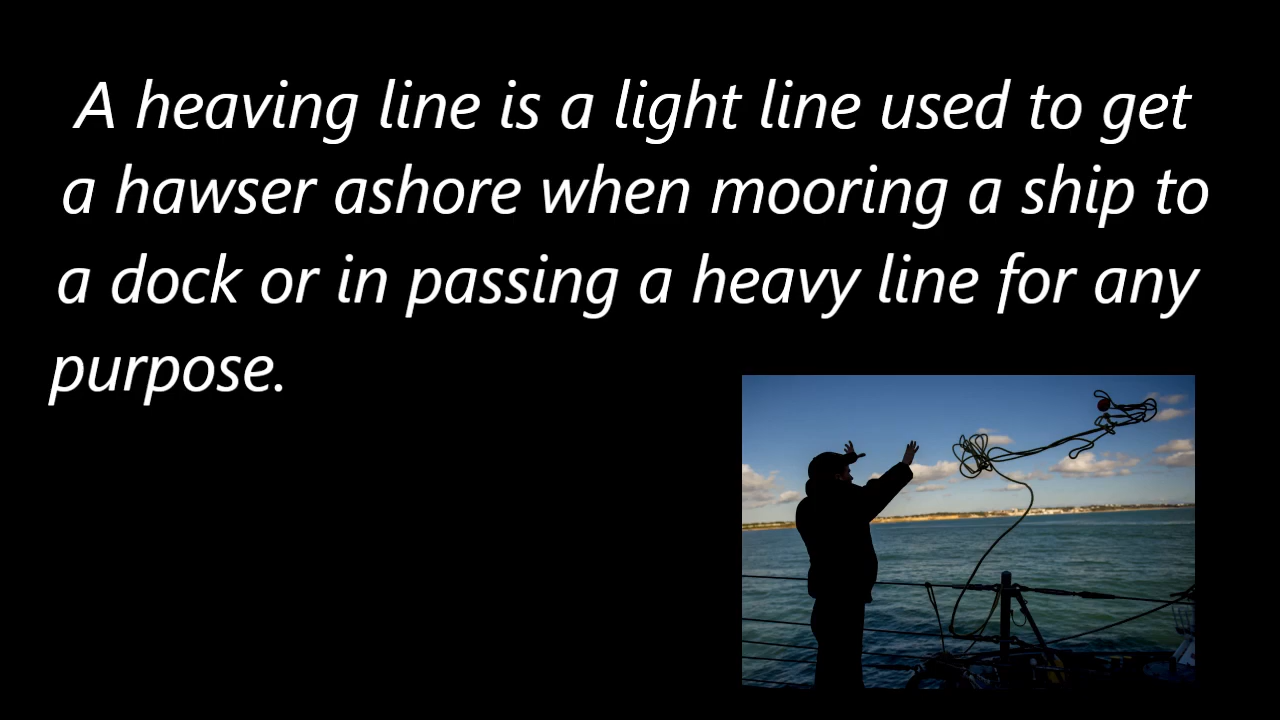 A heaving line is a light line used to get
a hawser ashore when mooring a ship to
a dock or in passing a heavy line for any
purpose.